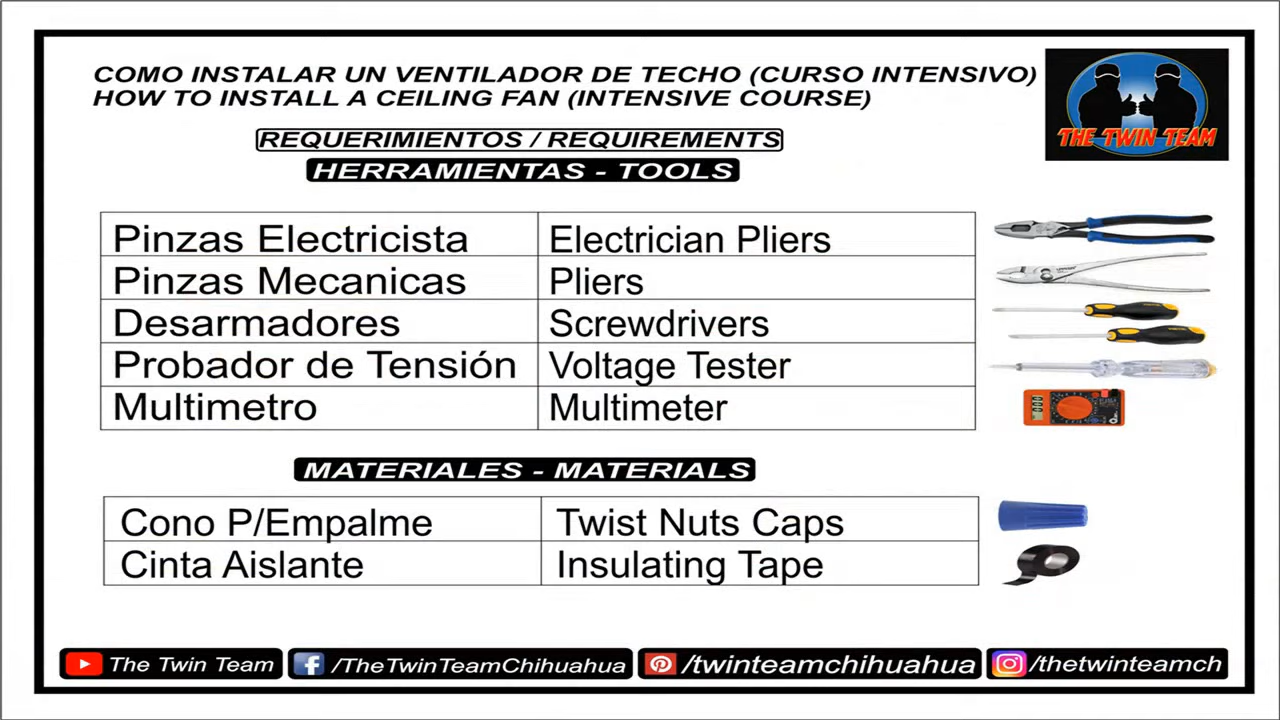 COMO INSTALAR UN VENTILADOR DE TECHO (CURSO INTENSIVO)
HOW TO INSTALL A CEILING FAN (INTENSIVE COURSE)
THE TWIN TEAM
REQUERIMIENTOS / REQUIREMENTS
HERRAMIENTAS - TOOLS
Pinzas Electricista Electrician Pliers
Pinzas Mecanicas Pliers
Desarmadores Screwdrivers
Probador de Tensión Voltage Tester
Multimetro Multimeter
MATERIALES - MATERIALS
Cono P/Empalme Twist Nuts Caps
Cinta Aislante Insulating Tape
The Twin Team /TheTwinTeamChihuahua /twinteamchihuahua /thetwinteamch